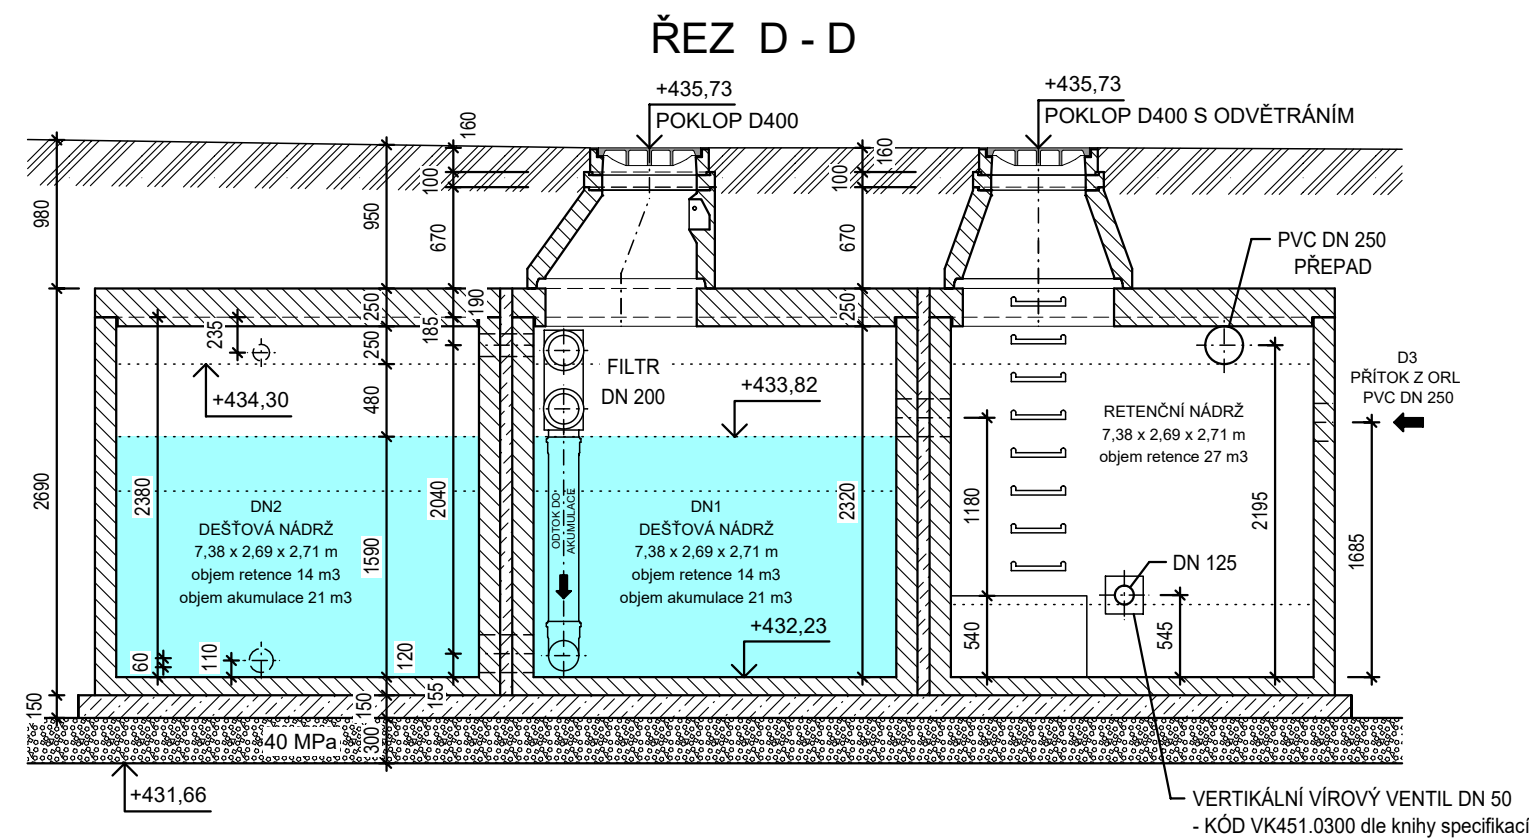 ŘEZ D - D
+435,73
POKLOP D400
+435,73
POKLOP D400 S ODVĚTRÁNÍM
160
160
100
100
980
950
670
670
PVC DN 250
PŘEPAD
250
190
250
235
250
185
FILTR
DN 200
+434,30
480
+433,82
D3
PŘÍTOK Z ORL
PVC DN 250
RETENČNÍ NÁDRŽ
7,38 x 2,69 x 2,71 m
objem retence 27 m3
2690
2380
2040
2320
1180
2195
1685
1590
ODTOK DO
AKUMULACE
DN2
DEŠŤOVÁ NÁDRŽ
7,38 x 2,69 x 2,71 m
objem retence 14 m3
objem akumulace 21 m3
DN1
DEŠŤOVÁ NÁDRŽ
7,38 x 2,69 x 2,71 m
objem retence 14 m3
objem akumulace 21 m3
DN 125
+432,23
540
545
60
110
120
155
150
150
300
40 MPa
+431,66
VERTIKÁLNÍ VÍROVÝ VENTIL DN 50
- KÓD VK451.0300 dle knihy specifikací